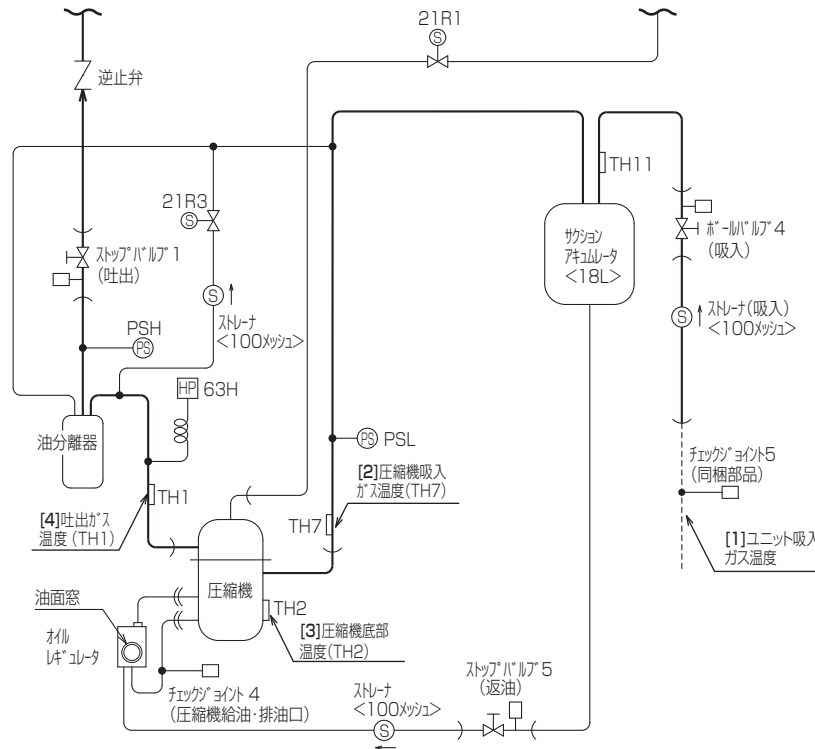 21R1
逆止弁
TH11
21R3
ストップバルブ1
(吐出)
サクション
アキュムレータ
<18L>
ボールバルブ4
(吸入)
S
S
S
S
ストレーナ
<100メッシュ>
ストレーナ(吸入)
<100メッシュ>
PSH
PS
HP
63H
油分離器
PS
PSL
チェックジョイント5
(同梱部品)
[2]圧縮機吸入
ガス温度(TH7)
TH1
TH7
[4]吐出ガス
温度(TH1)
[1]ユニット吸入
ガス温度
圧縮機
油面窓
TH2
オイル
レギュレータ
[3]圧縮機底部
温度(TH2)
チェックジョイント4
(圧縮機給油・排油口)
ストレーナ
<100メッシュ>
S
ストップバルブ5
(返油)